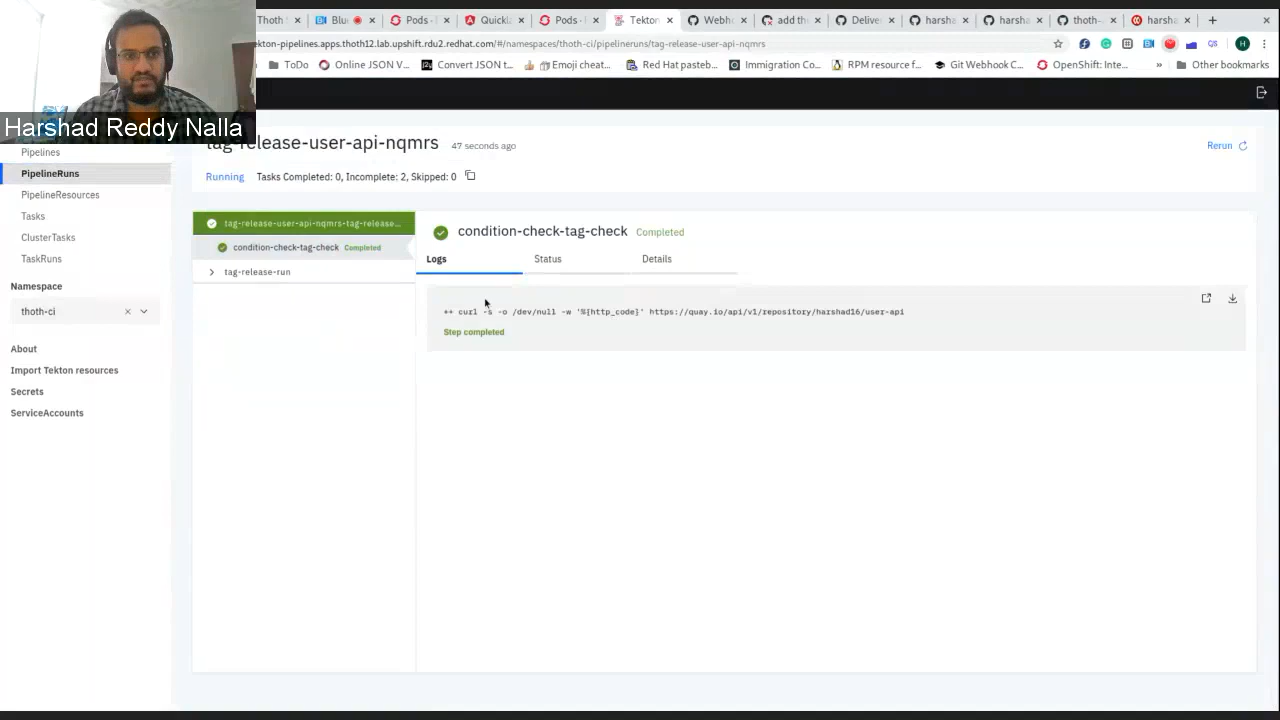 Thoth S
Blu
Pods -
Quickl
Pods -
Tekton
Webh
add th
Deliver
harsha
harsha
thoth-
harsha
ekton-pipelines.apps.thoth12.lab.upshift.rdu2.redhat.com/#/namespaces/thoth-ci/pipelineruns/tag-release-user-api-nqmrs
ToDo
Online JSON V...
Convert JSON t...
Emoji cheat...
Red Hat pasteb...
Immigration Co...
RPM resource f...
Git Webhook C...
OpenShift: Inte...
»
Other bookmarks
Harshad Reddy Nalla
tag-release-user-api-nqmrs 47 seconds ago
Rerun
Running Tasks Completed: 0, Incomplete: 2, Skipped: 0
Pipelines
PipelineRuns
PipelineResources
Tasks
ClusterTasks
TaskRuns
Namespace
thoth-ci
About
Import Tekton resources
Secrets
ServiceAccounts
tag-release-user-api-nqmrs-tag-release...
condition-check-tag-check Completed
tag-release-run
condition-check-tag-check Completed
Logs
Status
Details
++ curl -s -o /dev/null -w '%{http_code}' https://quay.io/api/v1/repository/harshad16/user-api
Step completed